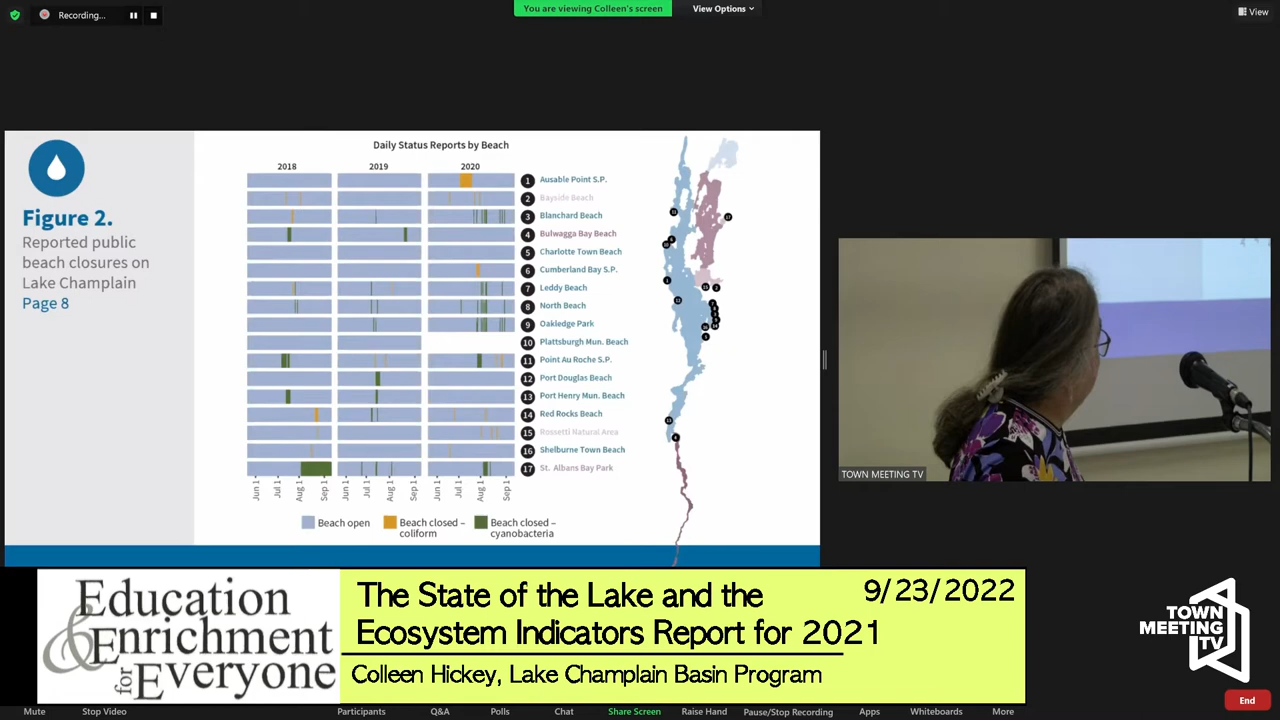 Recording...
You are viewing Colleen's screen
View Options
View
Daily Status Reports by Beach
2018
2019
2020
Figure 2.
Reported public
beach closures on
Lake Champlain
Page 8
1 Ausable Point S.P.
2 Bayside Beach
3 Blanchard Beach
4 Bulwagga Bay Beach
5 Charlotte Town Beach
6 Cumberland Bay S.P.
7 Leddy Beach
8 North Beach
9 Oakledge Park
10 Plattsburgh Mun. Beach
11 Point Au Roche S.P.
12 Port Douglas Beach
13 Port Henry Mun. Beach
14 Red Rocks Beach
15 Rossetti Natural Area
16 Shelburne Town Beach
17 St. Albans Bay Park
Jun 1 Jul 1 Aug 1 Sep 1 Jun 1 Jul 1 Aug 1 Sep 1 Jun 1 Jul 1 Aug 1 Sep 1
Beach open
Beach closed –
coliform
Beach closed –
cyanobacteria
TOWN MEETING TV
Education
& Enrichment
for Everyone
The State of the Lake and the
Ecosystem Indicators Report for 2021
9/23/2022
Colleen Hickey, Lake Champlain Basin Program
TOWN
MEETING
TV
Mute
Stop Video
Participants
Q&A
Polls
Chat
Share Screen
Raise Hand
Pause/Stop Recording
Apps
Whiteboards
More
End